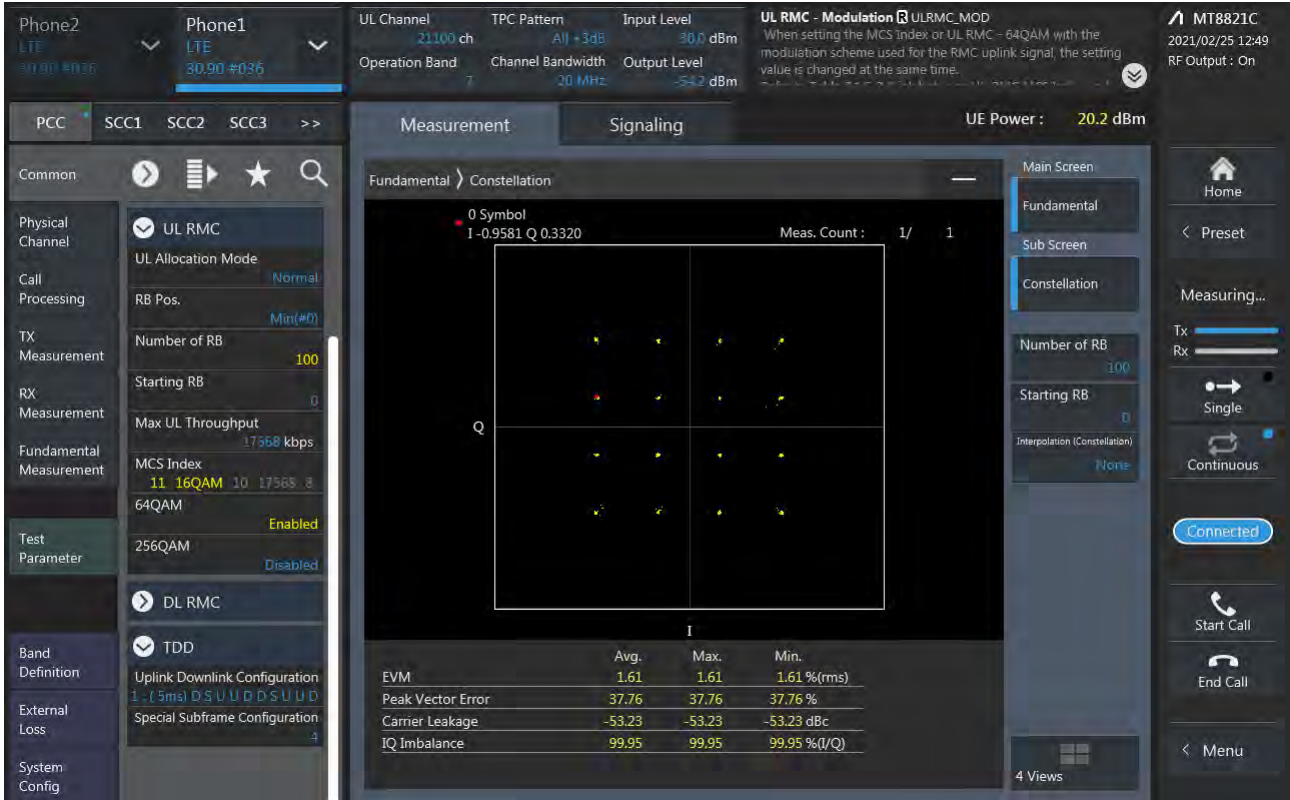 Phone2
LTE
30.90 #036
Phone1
LTE
30.90 #036
UL Channel
21100 ch
Operation Band
7
TPC Pattern
All +3dB
Channel Bandwidth
20 MHz
Input Level
30.0 dBm
Output Level
-54.2 dBm
UL RMC - Modulation R ULRMC_MOD
When setting the MCS Index or UL RMC - 64QAM with the
modulation scheme used for the RMC uplink signal, the setting
value is changed at the same time.
MT8821C
2021/02/25 12:49
RF Output : On
PCC SCC1 SCC2 SCC3 >>
Measurement
Signaling
UE Power : 20.2 dBm
Common
Physical
Channel
Call
Processing
TX
Measurement
RX
Measurement
Fundamental
Measurement
Test
Parameter
Band
Definition
External
Loss
System
Config
UL RMC
UL Allocation Mode
Normal
RB Pos.
Min(#0)
Number of RB
100
Starting RB
0
Max UL Throughput
17568 kbps
MCS Index
11 16QAM 10 17568 8
64QAM
Enabled
256QAM
Disabled
DL RMC
TDD
Uplink Downlink Configuration
1 : ( 5ms) D S U U D D S U U D
Special Subframe Configuration
4
Fundamental > Constellation
0 Symbol
I -0.9581 Q 0.3320
Meas. Count : 1/ 1
Q
I
Avg. Max. Min.
EVM 1.61 1.61 1.61 %(rms)
Peak Vector Error 37.76 37.76 37.76 %
Carrier Leakage -53.23 -53.23 -53.23 dBc
IQ Imbalance 99.95 99.95 99.95 %(I/Q)
Main Screen
Fundamental
Sub Screen
Constellation
Number of RB
100
Starting RB
0
Interpolation (Constellation)
None
4 Views
Home
< Preset
Measuring...
Tx
Rx
Single
Continuous
Connected
Start Call
End Call
< Menu